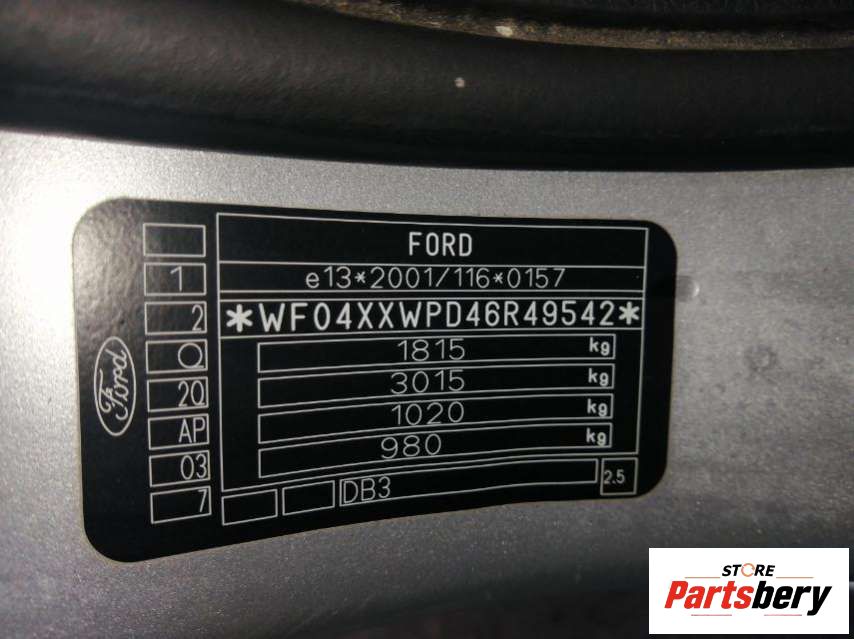 FORD
1
e13*2001/116*0157
2
*WF04XXWPD46R49542*
Q
1815 kg
2Q
3015 kg
AP
1020 kg
03
980 kg
7
DB3
2.5
Ford
STORE
Partsbery